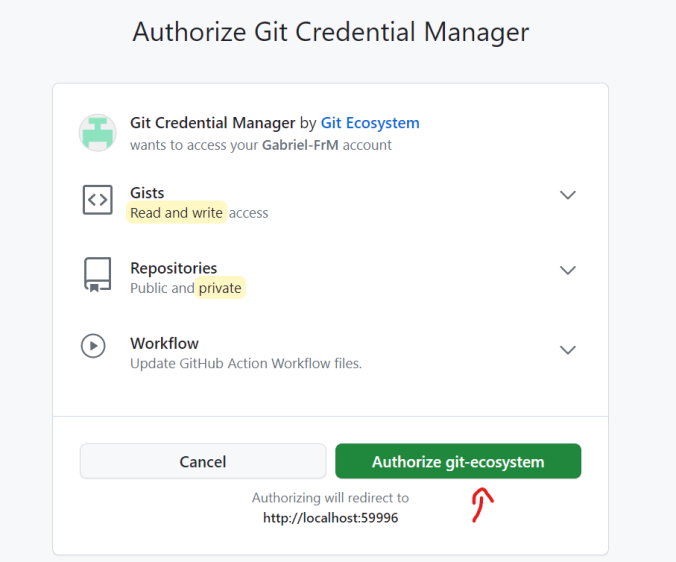 Authorize Git Credential Manager
Git Credential Manager by Git Ecosystem
wants to access your Gabriel-FrM account
Gists
Read and write access
Repositories
Public and private
Workflow
Update GitHub Action Workflow files.
Cancel
Authorize git-ecosystem
Authorizing will redirect to
http://localhost:59996